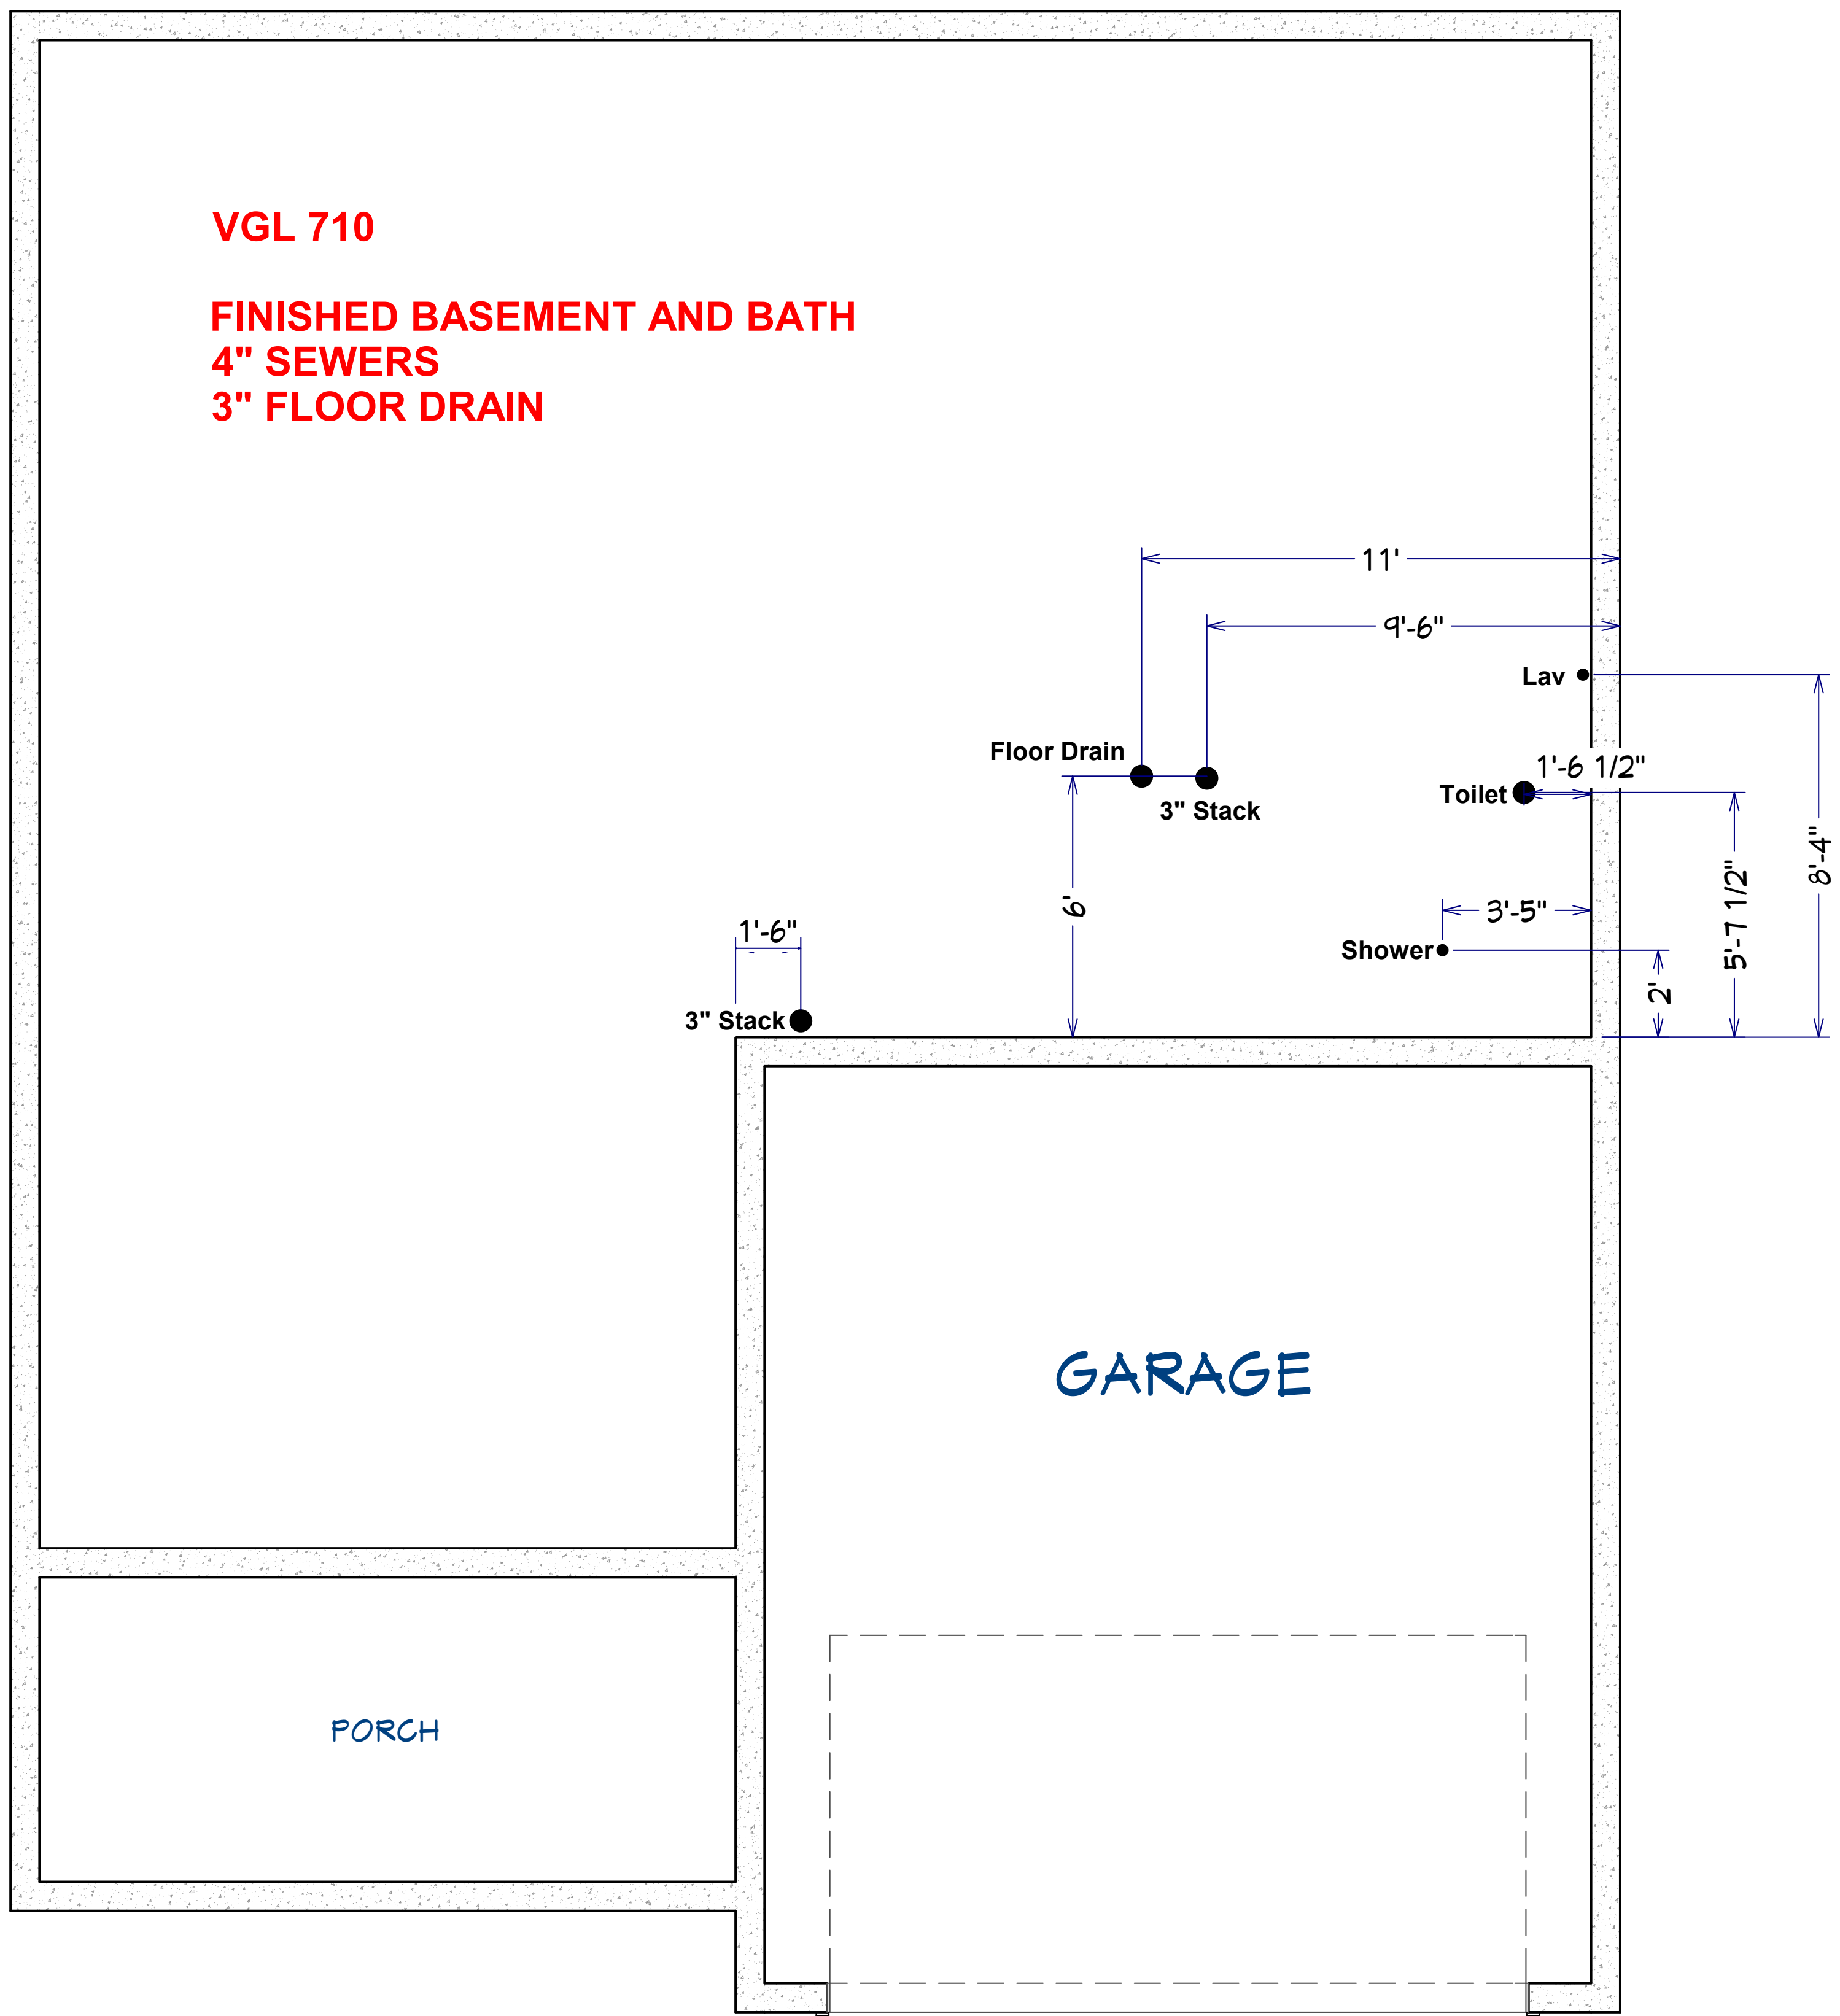 VGL 710
FINISHED BASEMENT AND BATH
4" SEWERS
3" FLOOR DRAIN
11'
9'-6"
Lav
Floor Drain
1'-6 1/2"
Toilet
3" Stack
8'-4"
5'-7 1/2"
6'
3'-5"
1'-6"
Shower
2'
3" Stack
GARAGE
PORCH